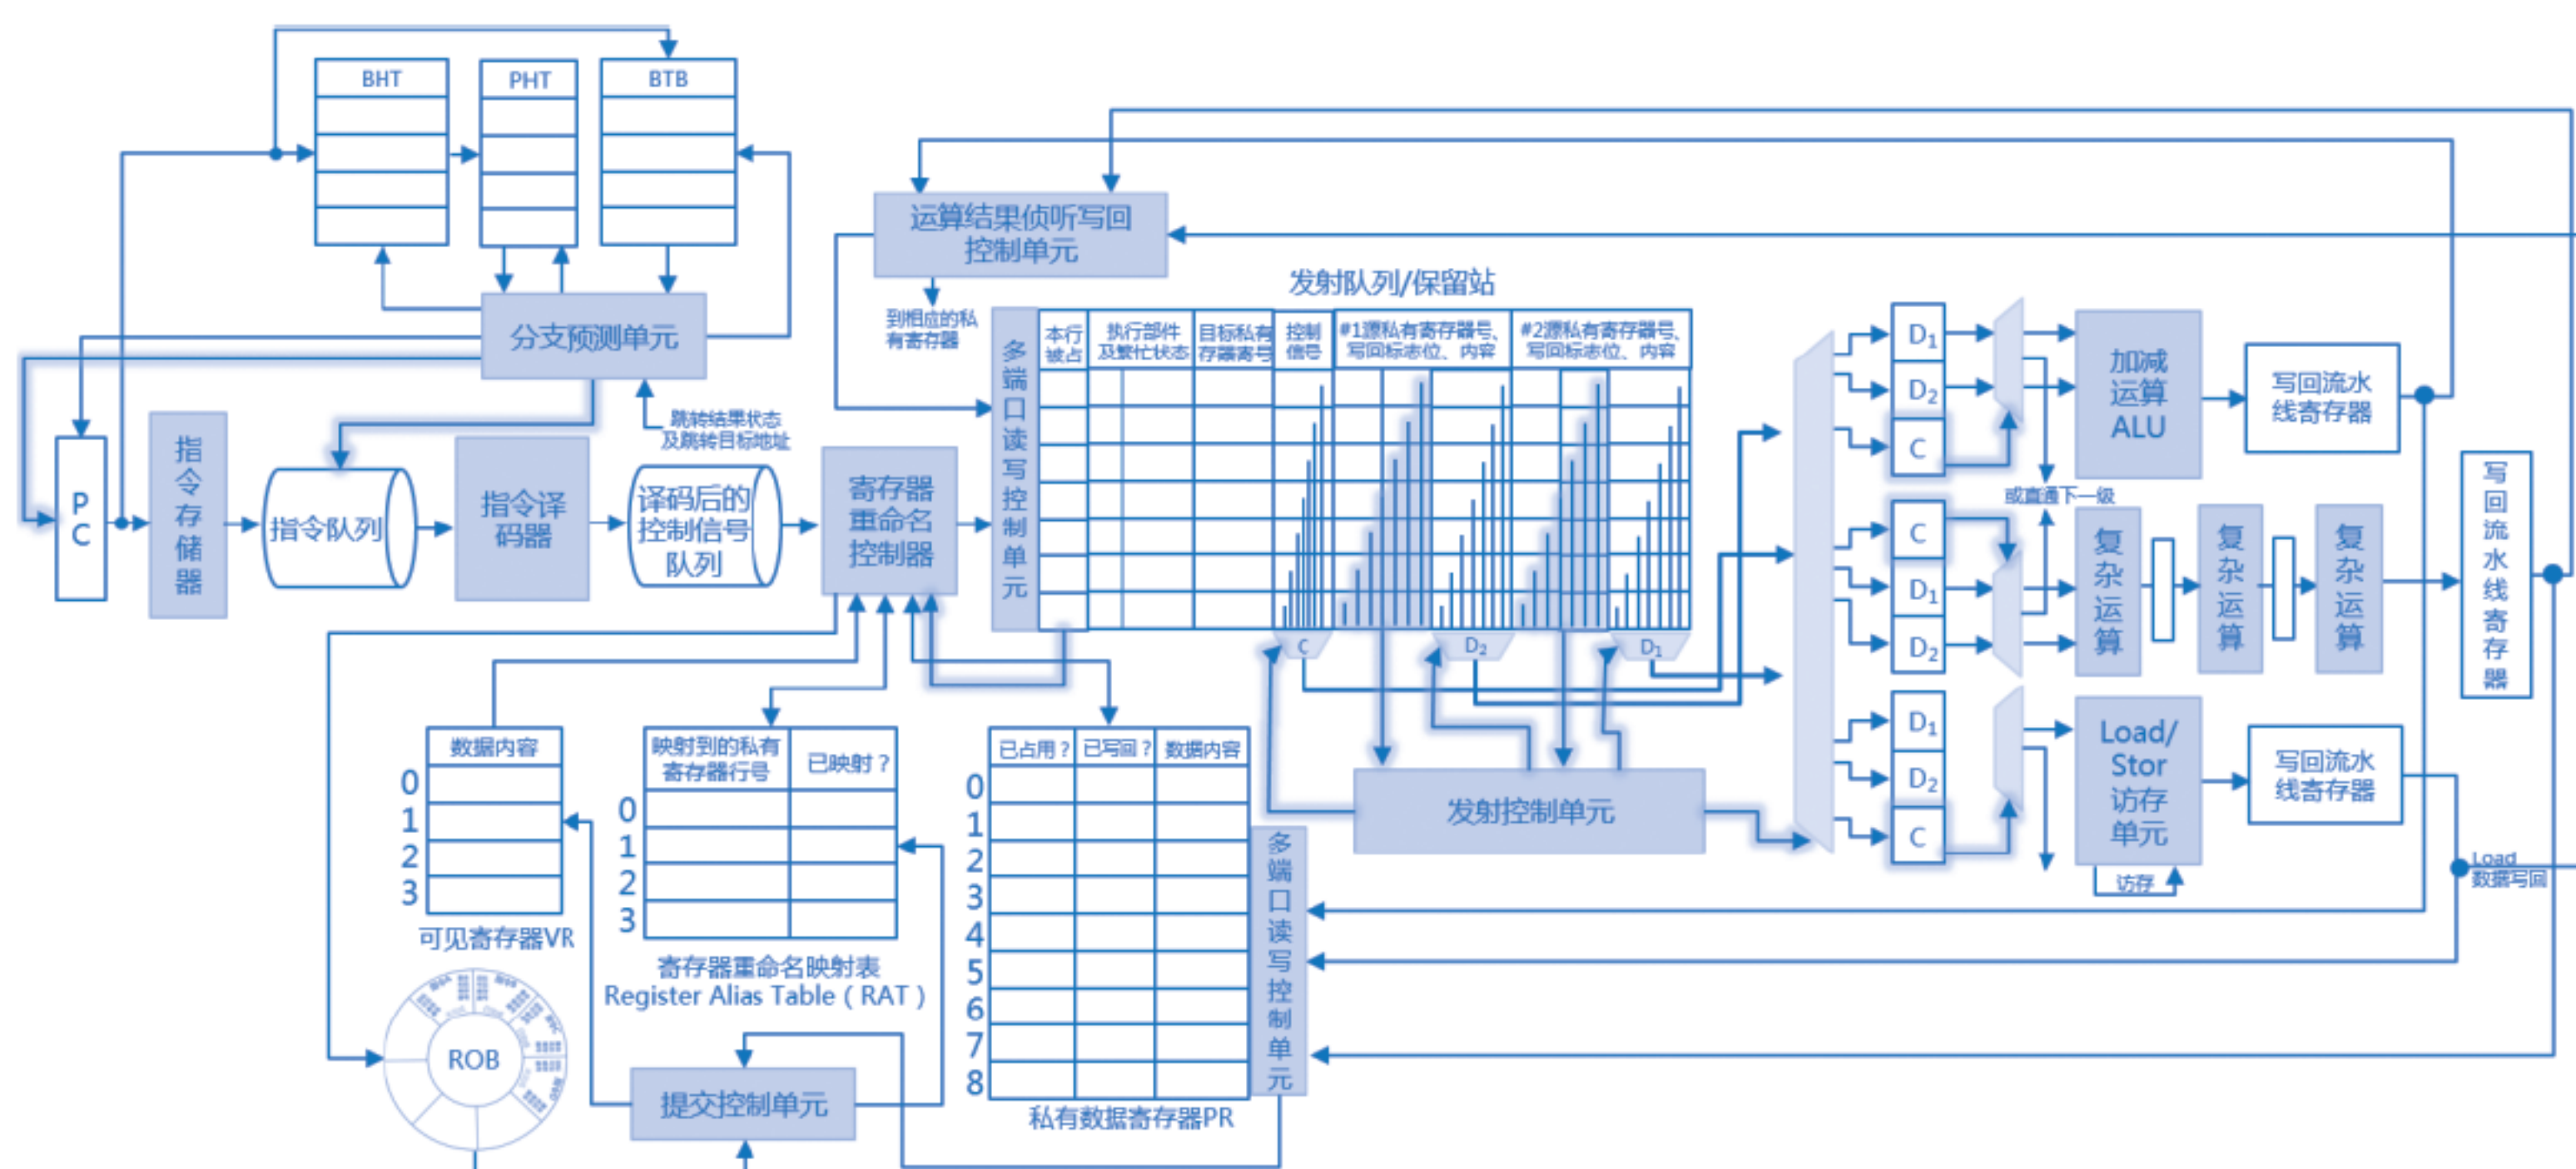 BHT
PHT
BTB
运算结果侦听写回
控制单元
到相应的私
有寄存器
分支预测单元
跳转结果状态
及跳转目标地址
PC
指令存储器
指令队列
指令译
码器
译码后的
控制信号
队列
寄存器
重命名
控制器
多端口读写控制单元
发射队列/保留站
本行
被占
执行部件
及繁忙状态
目标私有
存器寄号
控制
信号
#1源私有寄存器号、
写回标志位、内容
#2源私有寄存器号、
写回标志位、内容
C
D2
D1
发射控制单元
D1
D2
C
加减
运算
ALU
写回流水
线寄存器
或直通下一级
C
D1
D2
复杂运算
复杂运算
复杂运算
写回流水线寄存器
D1
D2
C
Load/
Stor
访存
单元
访存
写回流水
线寄存器
Load
数据写回
数据内容
0
1
2
3
可见寄存器VR
映射到的私有
寄存器行号
已映射？
0
1
2
3
寄存器重命名映射表
Register Alias Table（RAT）
已占用？
已写回？
数据内容
0
1
2
3
4
5
6
7
8
私有数据寄存器PR
多端口读写控制单元
ROB
提交控制单元